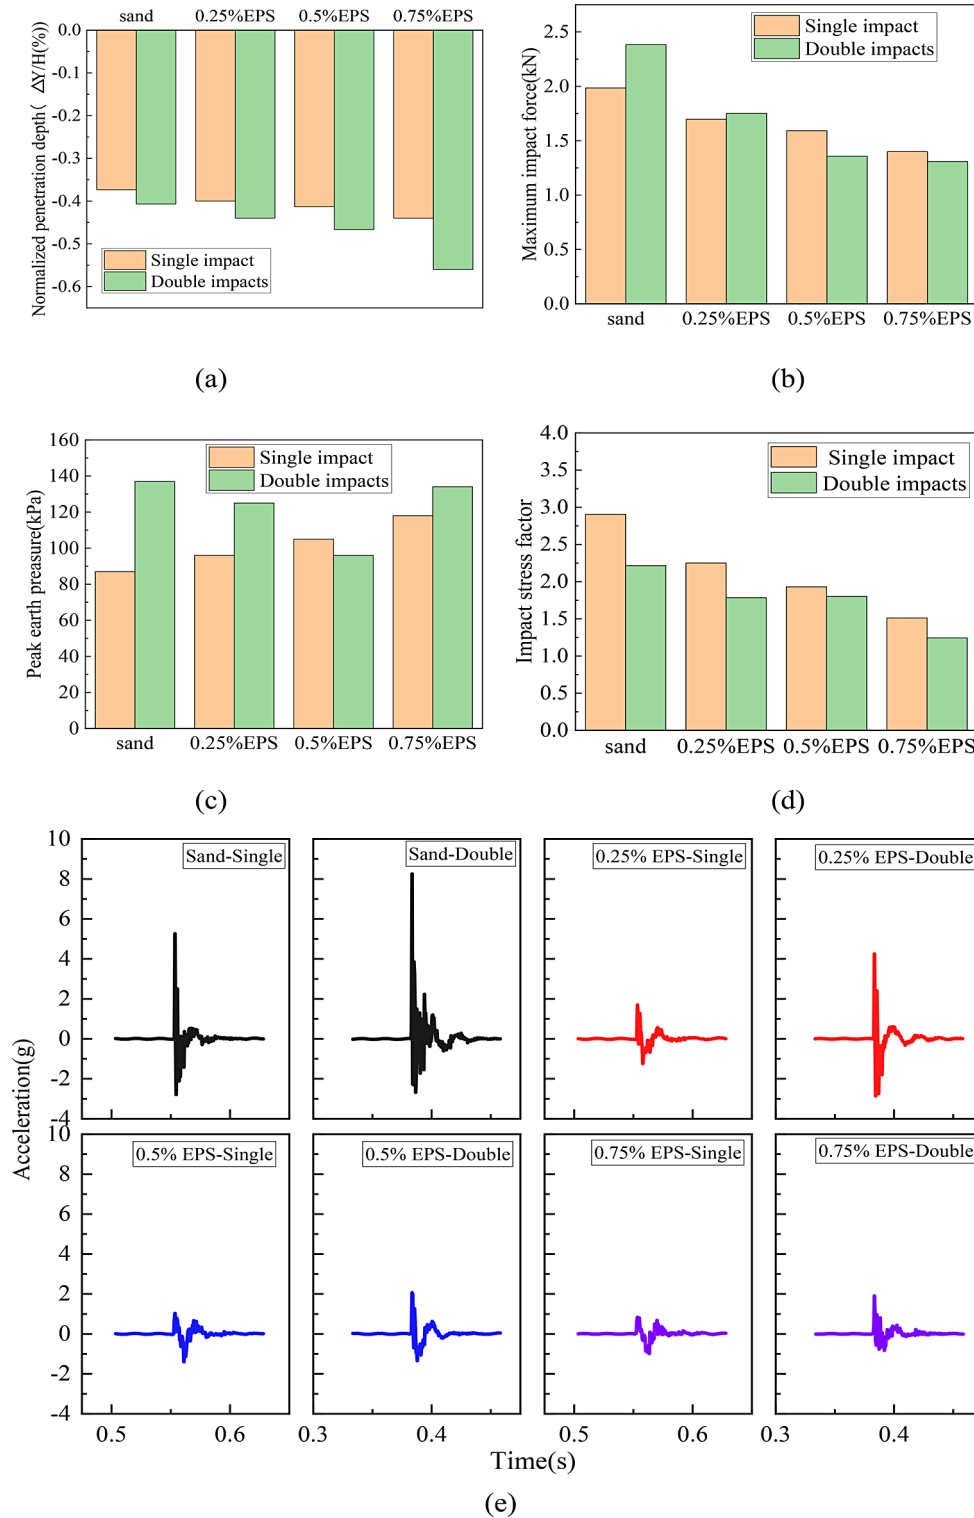 sand 0.25%EPS 0.5%EPS 0.75%EPS
0.0
-0.1
-0.2
-0.3
-0.4
-0.5
-0.6
Normalized penetration depth( ΔY/H(%))
Single impact
Double impacts
(a)
2.5
2.0
1.5
1.0
0.5
0.0
Maximum impact force(kN)
Single impact
Double impacts
sand 0.25%EPS 0.5%EPS 0.75%EPS
(b)
160
140
120
100
80
60
40
20
0
Peak earth preasure(kPa)
Single impact
Double impacts
sand 0.25%EPS 0.5%EPS 0.75%EPS
(c)
4.0
3.5
3.0
2.5
2.0
1.5
1.0
0.5
0.0
Impact stress factor
Single impact
Double impacts
sand 0.25%EPS 0.5%EPS 0.75%EPS
(d)
Acceleration(g)
10
8
6
4
2
0
-2
-4
Sand-Single
Sand-Double
0.25% EPS-Single
0.25% EPS-Double
10
8
6
4
2
0
-2
-4
0.5% EPS-Single
0.5% EPS-Double
0.75% EPS-Single
0.75% EPS-Double
0.5 0.6 0.3 0.4 0.5 0.6 0.3 0.4
Time(s)
(e)